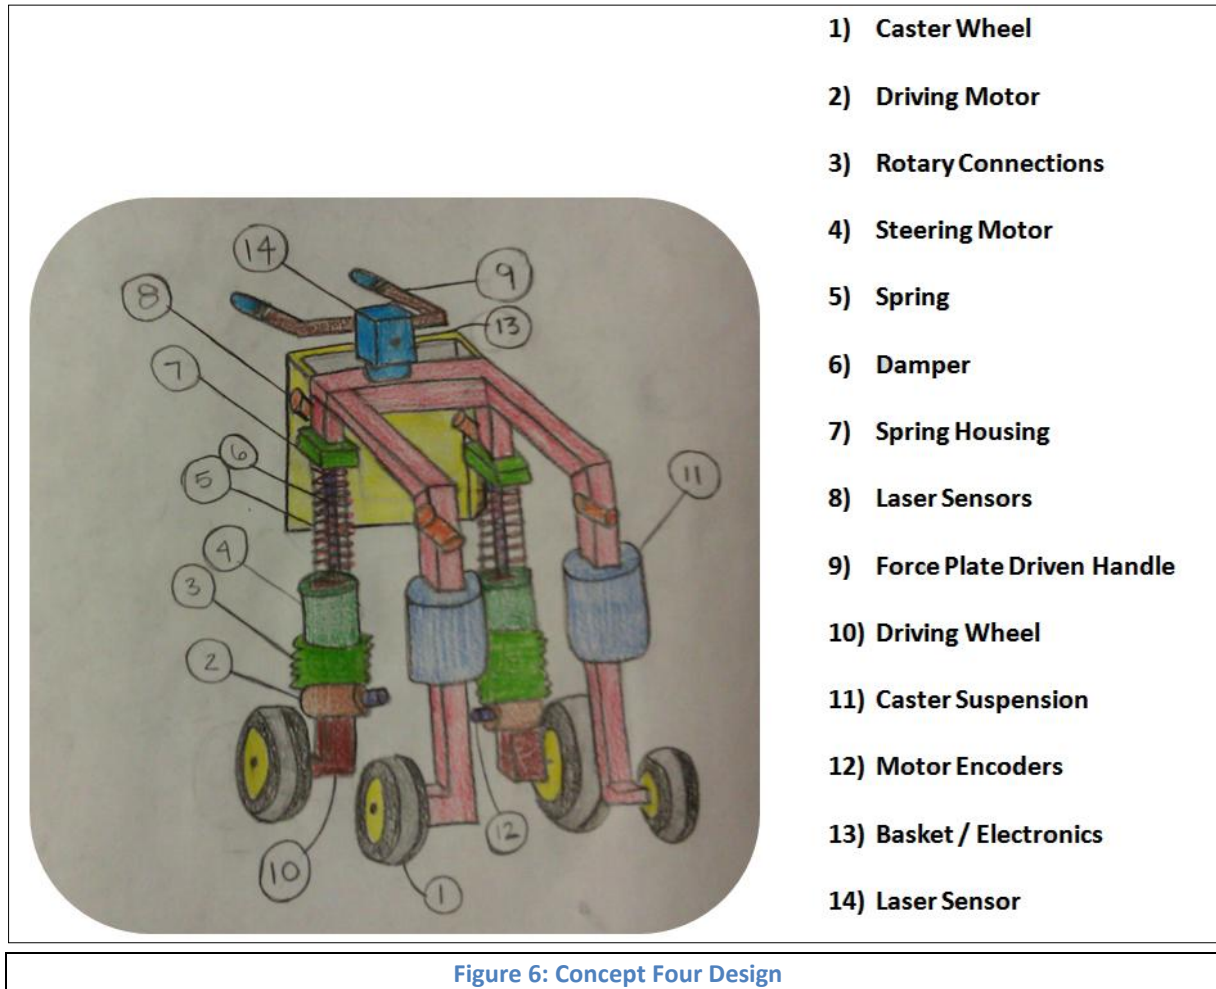 1) Caster Wheel
2) Driving Motor
3) Rotary Connections
4) Steering Motor
5) Spring
6) Damper
7) Spring Housing
8) Laser Sensors
9) Force Plate Driven Handle
10) Driving Wheel
11) Caster Suspension
12) Motor Encoders
13) Basket / Electronics
14) Laser Sensor
14
9
8
13
7
6
11
5
4
3
2
12
10
1
Figure 6: Concept Four Design